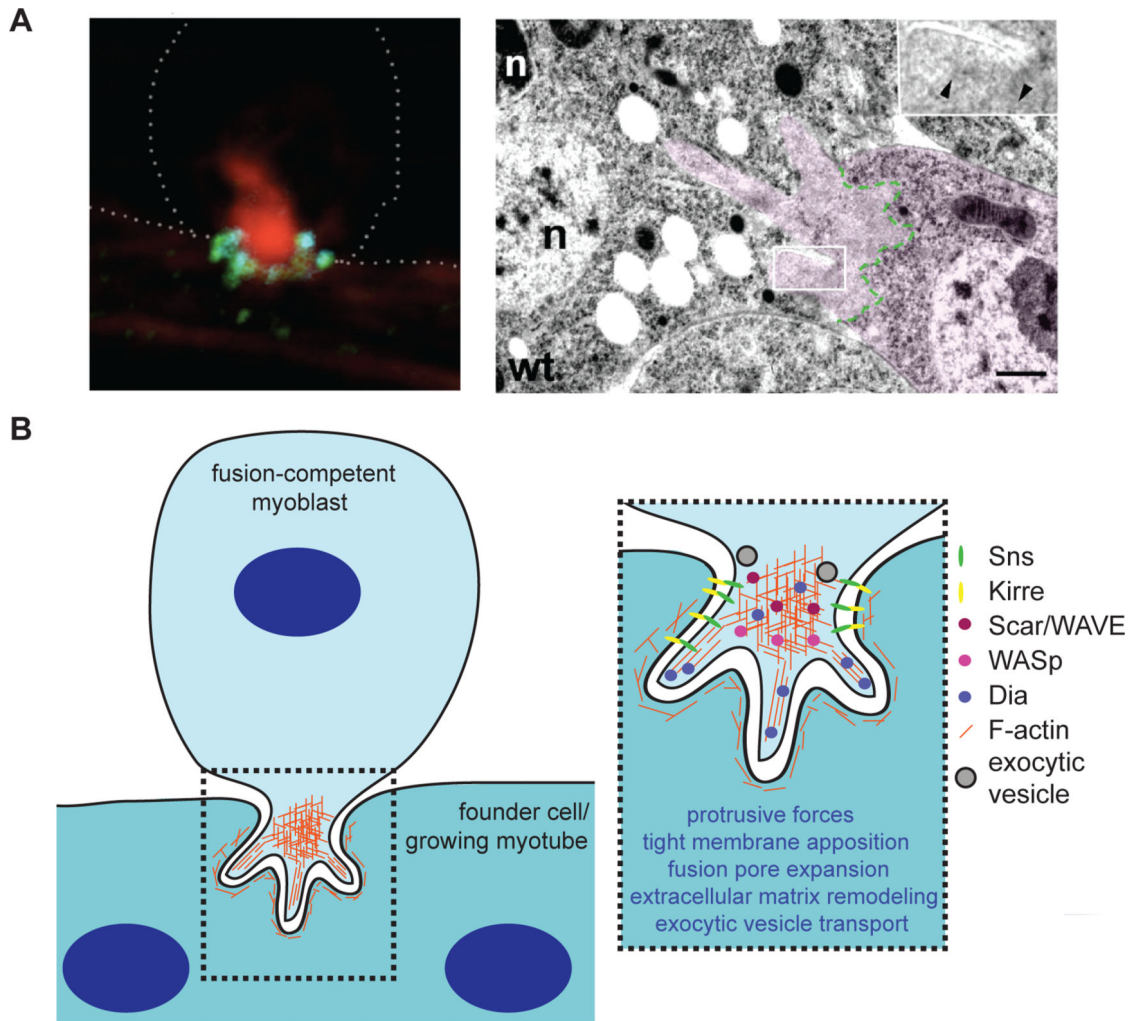 A
n
n
wt
B
fusion-competent
myoblast
founder cell/
growing myotube
Sns
Kirre
Scar/WAVE
WASp
Dia
F-actin
exocytic
vesicle
protrusive forces
tight membrane apposition
fusion pore expansion
extracellular matrix remodeling
exocytic vesicle transport